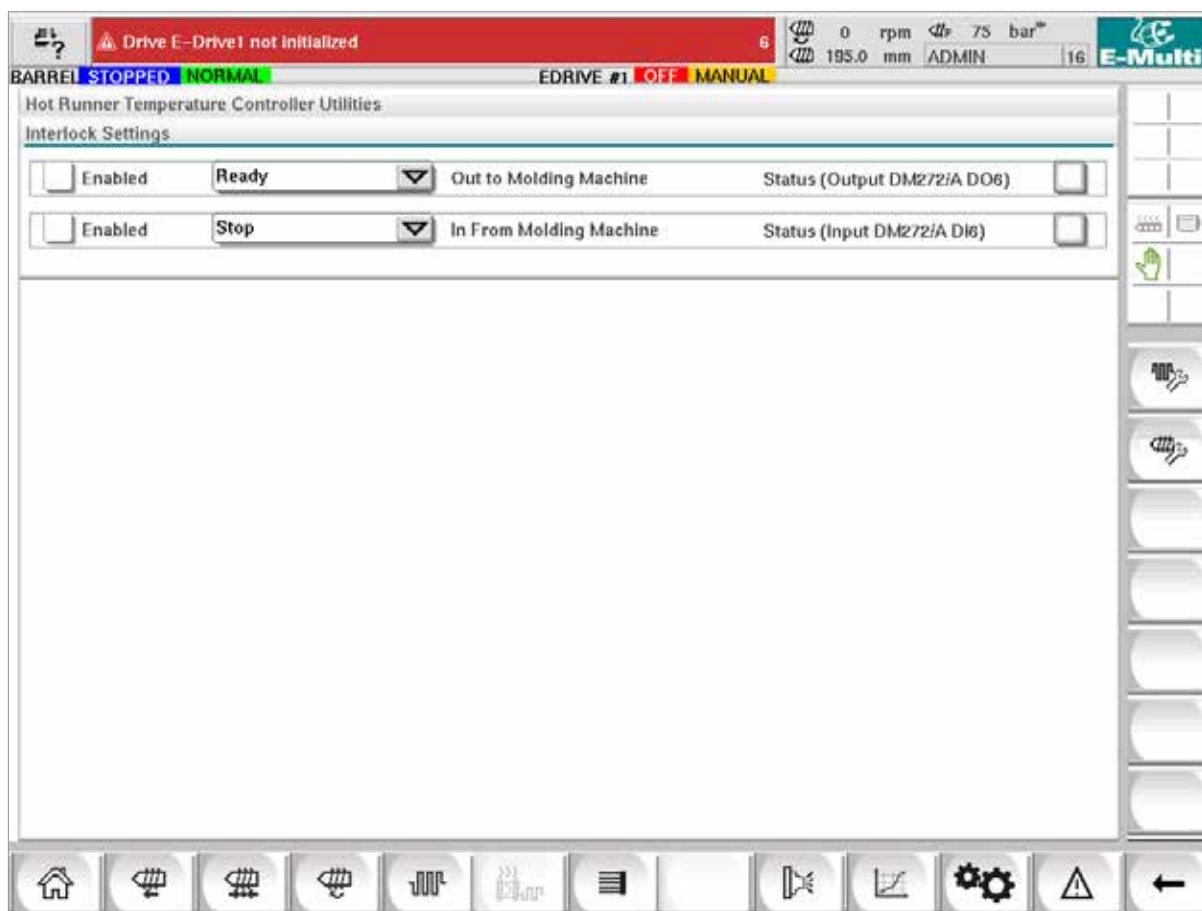 Drive E-Drive1 not initialized 6
0 rpm 75 bar
195.0 mm ADMIN 16
E-Multi
BARREL STOPPED NORMAL EDRIVE #1 OFF MANUAL
Hot Runner Temperature Controller Utilities
Interlock Settings
Enabled Ready Out to Molding Machine Status (Output DM272/A DO6)
Enabled Stop In From Molding Machine Status (Input DM272/A DI6)